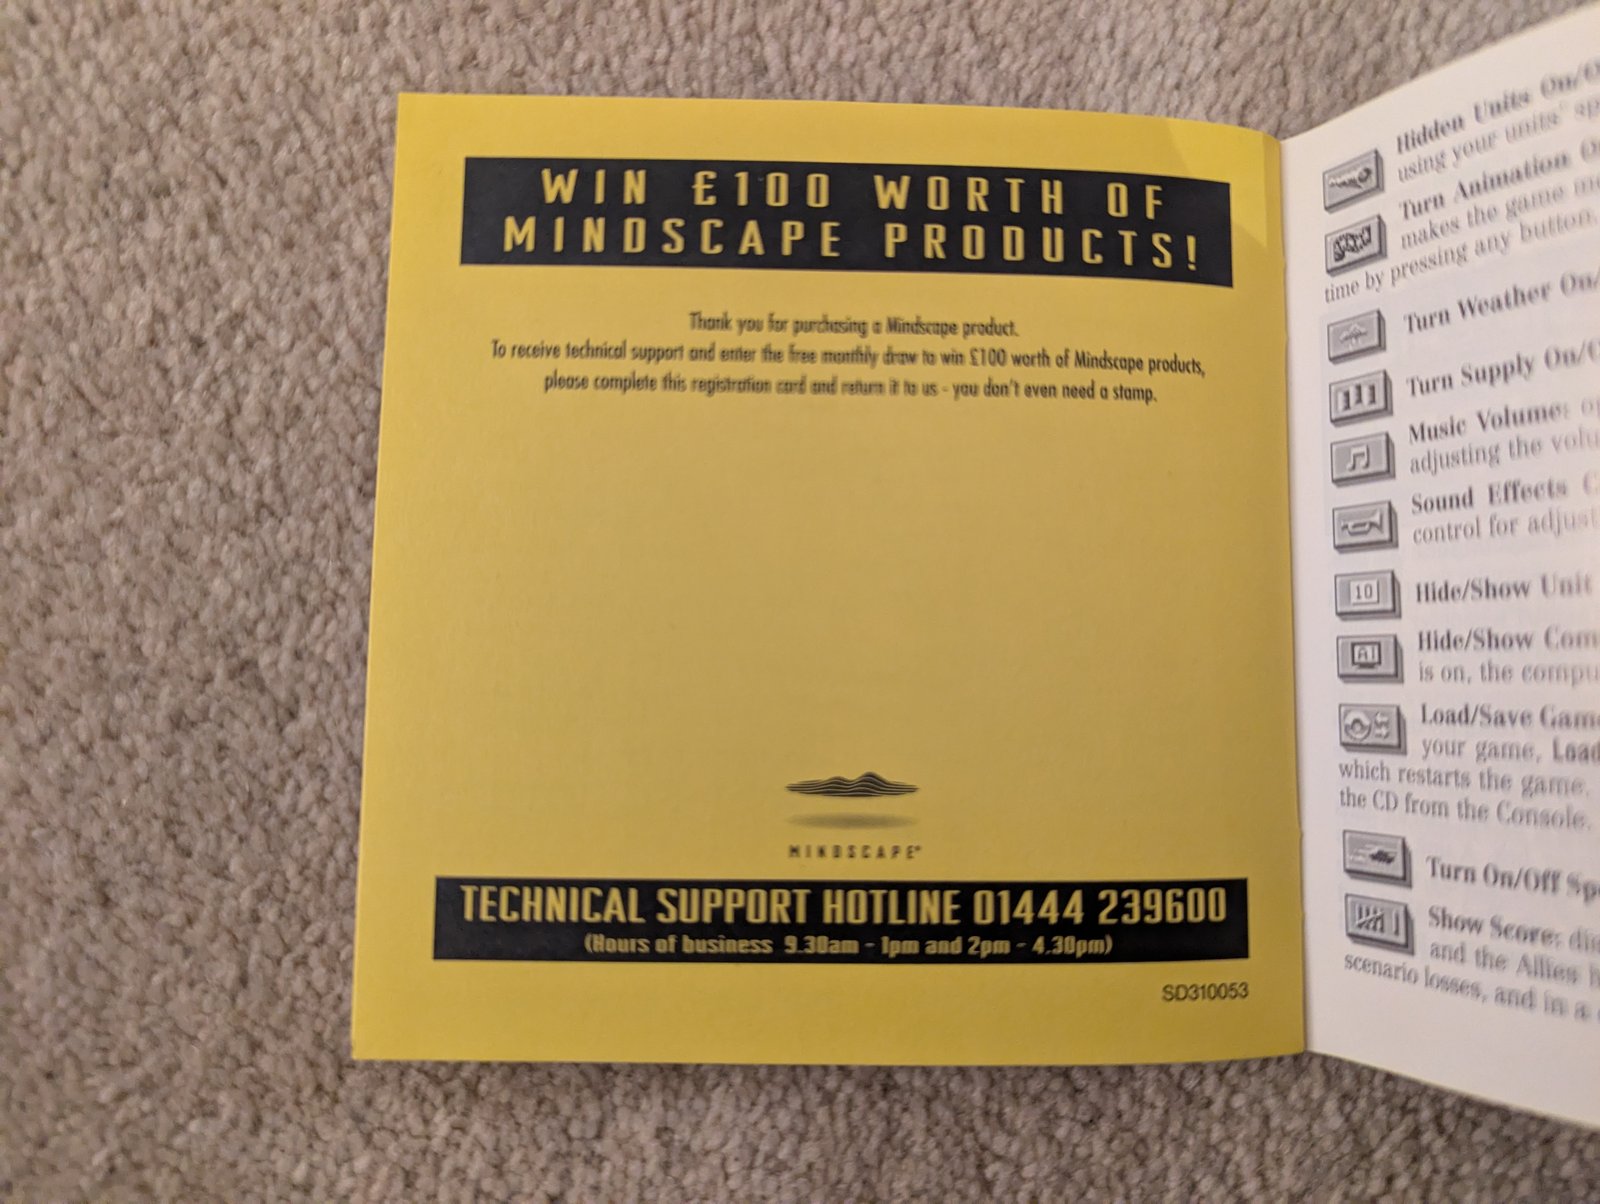 WIN £100 WORTH OF
MINDSCAPE PRODUCTS!
Thank you for purchasing a Mindscape product.
To receive technical support and enter the free monthly draw to win £100 worth of Mindscape products,
please complete this registration card and return it to us - you don't even need a stamp.
MINDSCAPE®
TECHNICAL SUPPORT HOTLINE 01444 239600
(Hours of business 9.30am - 1pm and 2pm - 4.30pm)
SD310053
Hidden Units On/
using your units'
Turn Animation
makes the game
time by pressing any button.
Turn Weather On/
Turn Supply On/
Music Volume:
adjusting the
Sound Effects
control for
10
Hide/Show Unit
AI
Hide/Show
is on, the
Load/Save
your game, Load
which restarts the game.
the CD from the Console.
Turn On/Off
Show Score:
and the Allies
scenario losses, and in a